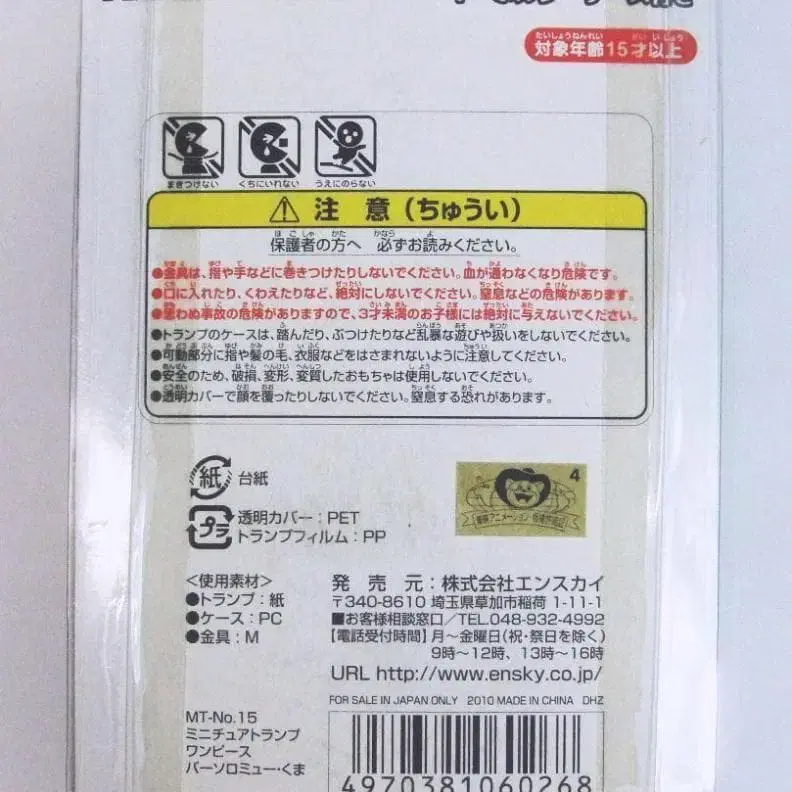 たいしょうねんれい さい いじょう
対象年齢15才以上
まきつけない くちにいれない うえにのらない
⚠ 注 意 (ちゅうい)
保護者の方へ 必ずお読みください。
●金具は、指や手などに巻きつけたりしないでください。血が通わなくなり危険です。
●口に入れたり、くわえたりなど、絶対にしないでください。窒息などの危険があります。
●思わぬ事故の危険がありますので、3才未満のお子様には絶対に与えないでください。
●トランプのケースは、踏んだり、ぶつけたりなど乱暴な遊びや扱いをしないでください。
●可動部分に指や髪の毛、衣服などをはさまれないように注意してください。
●安全のため、破損、変形、変質したおもちゃは使用しないでください。
●透明カバーで顔を覆ったりしないでください。窒息する恐れがあります。
紙 台紙
プラ 透明カバー:PET
トランプフィルム:PP
4
<使用素材>
●トランプ:紙
●ケース:PC
●金具:M
発 売 元:株式会社エンスカイ
〒340-8610 埼玉県草加市稲荷 1-11-1
■お客様相談窓口/TEL.048-932-4992
【電話受付時間】月〜金曜日(祝・祭日を除く)
9時〜12時、13時〜16時
URL http://www.ensky.co.jp/
FOR SALE IN JAPAN ONLY 2010 MADE IN CHINA DHZ
MT-No.15
ミニチュアトランプ
ワンピース
バーソロミュー・くま
4970381060268